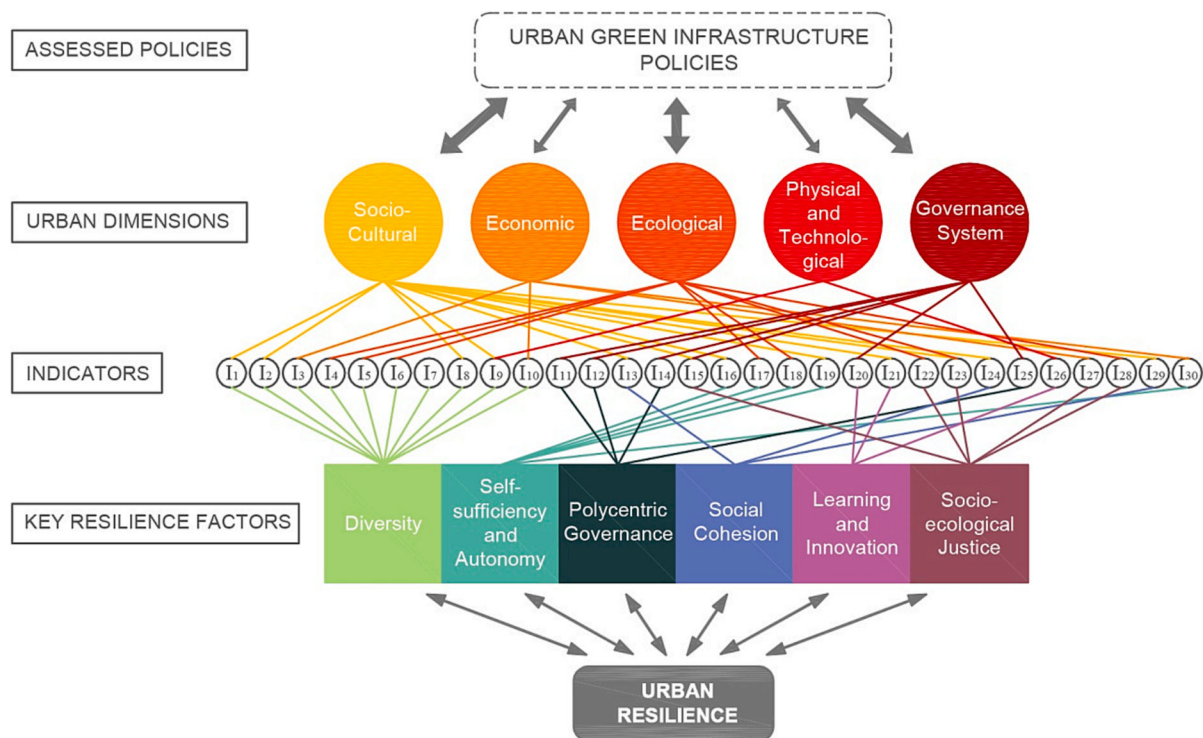 ASSESSED POLICIES
URBAN GREEN INFRASTRUCTURE
POLICIES
URBAN DIMENSIONS
Socio-
Cultural
Economic
Ecological
Physical
and
Technolo-
gical
Governance
System
INDICATORS
I1 I2 I3 I4 I5 I6 I7 I8 I9 I10 I11 I12 I13 I14 I15 I16 I17 I18 I19 I20 I21 I22 I23 I24 I25 I26 I27 I28 I29 I30
KEY RESILIENCE FACTORS
Diversity
Self-
sufficiency
and
Autonomy
Polycentric
Governance
Social
Cohesion
Learning
and
Innovation
Socio-
ecological
Justice
URBAN
RESILIENCE